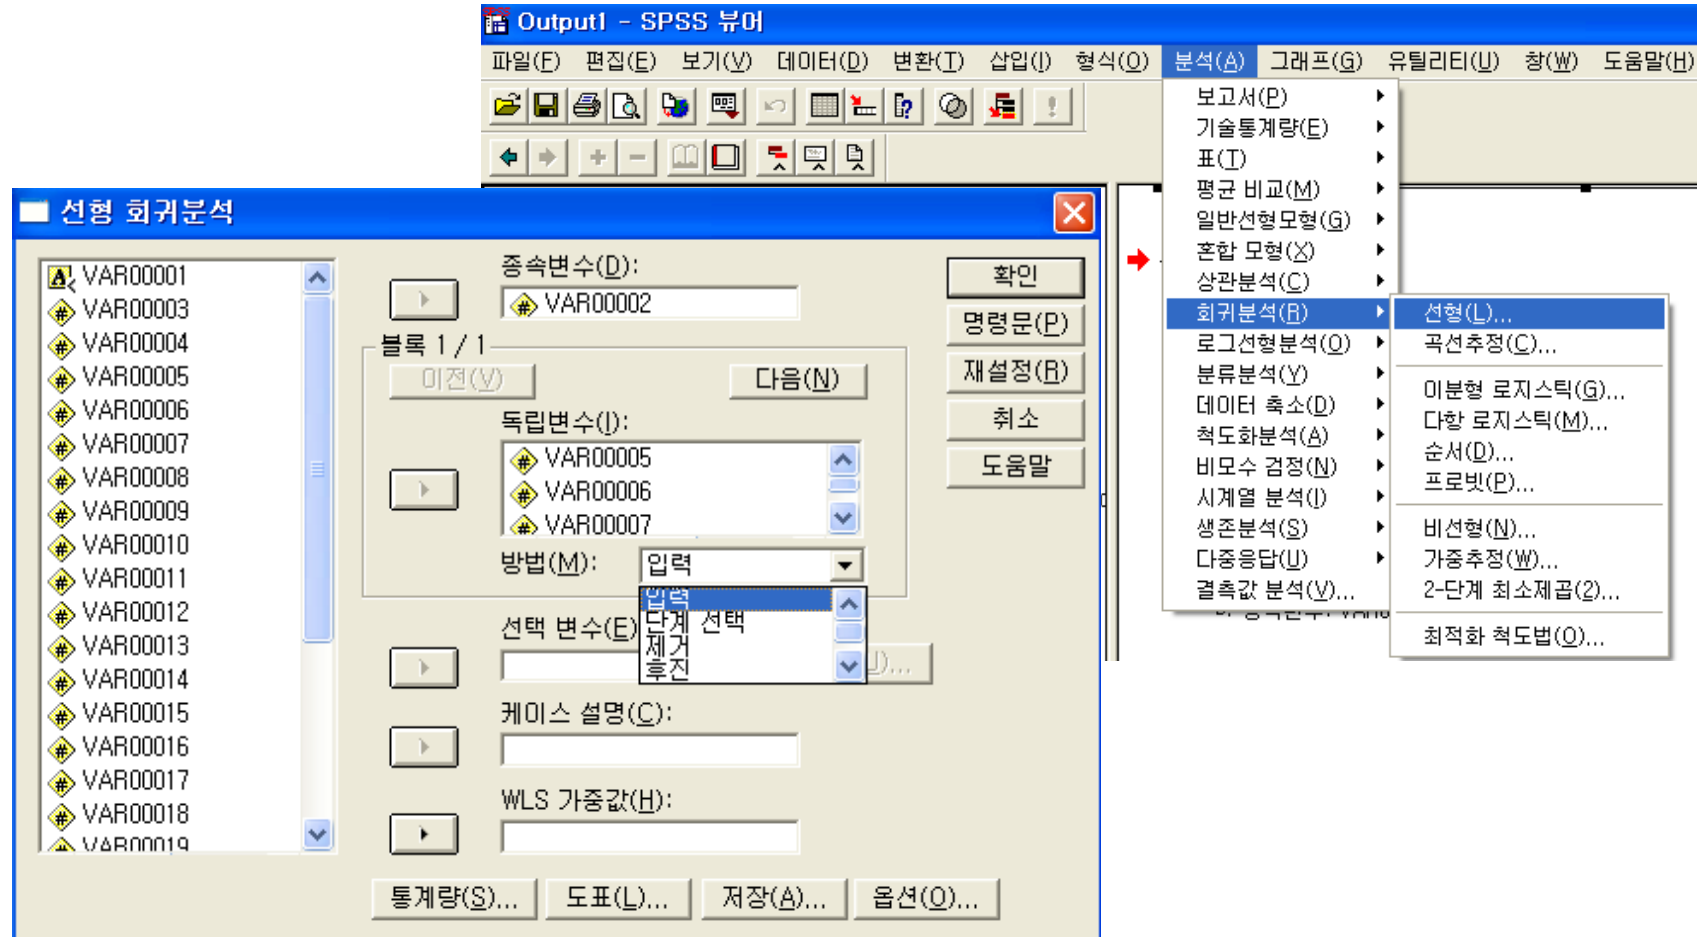 Output1 - SPSS 뷰어
파일(F) 편집(E) 보기(V) 데이터(D) 변환(T) 삽입(I) 형식(O) 분석(A) 그래프(G) 유틸리티(U) 창(W) 도움말(H)
보고서(P)
기술통계량(E)
표(T)
평균 비교(M)
일반선형모형(G)
혼합 모형(X)
상관분석(C)
회귀분석(R)
로그선형분석(O)
분류분석(Y)
데이터 축소(D)
척도화분석(A)
비모수 검정(N)
시계열 분석(I)
생존분석(S)
다중응답(U)
결측값 분석(V)...
선형(L)...
곡선추정(C)...
이분형 로지스틱(G)...
다항 로지스틱(M)...
순서(D)...
프로빗(P)...
비선형(N)...
가중추정(W)...
2-단계 최소제곱(2)...
최적화 척도법(O)...
선형 회귀분석
VAR00001
VAR00003
VAR00004
VAR00005
VAR00006
VAR00007
VAR00008
VAR00009
VAR00010
VAR00011
VAR00012
VAR00013
VAR00014
VAR00015
VAR00016
VAR00017
VAR00018
VAR00019
종속변수(D):
VAR00002
블록 1 / 1
이전(V) 다음(N)
독립변수(I):
VAR00005
VAR00006
VAR00007
방법(M): 입력
입력
단계 선택
제거
후진
선택 변수(E)
케이스 설명(C):
WLS 가중값(H):
확인
명령문(P)
재설정(R)
취소
도움말
통계량(S)... 도표(L)... 저장(A)... 옵션(O)...